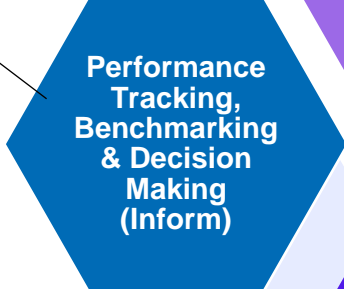 Performance
Tracking,
Benchmarking
& Decision
Making
(Inform)